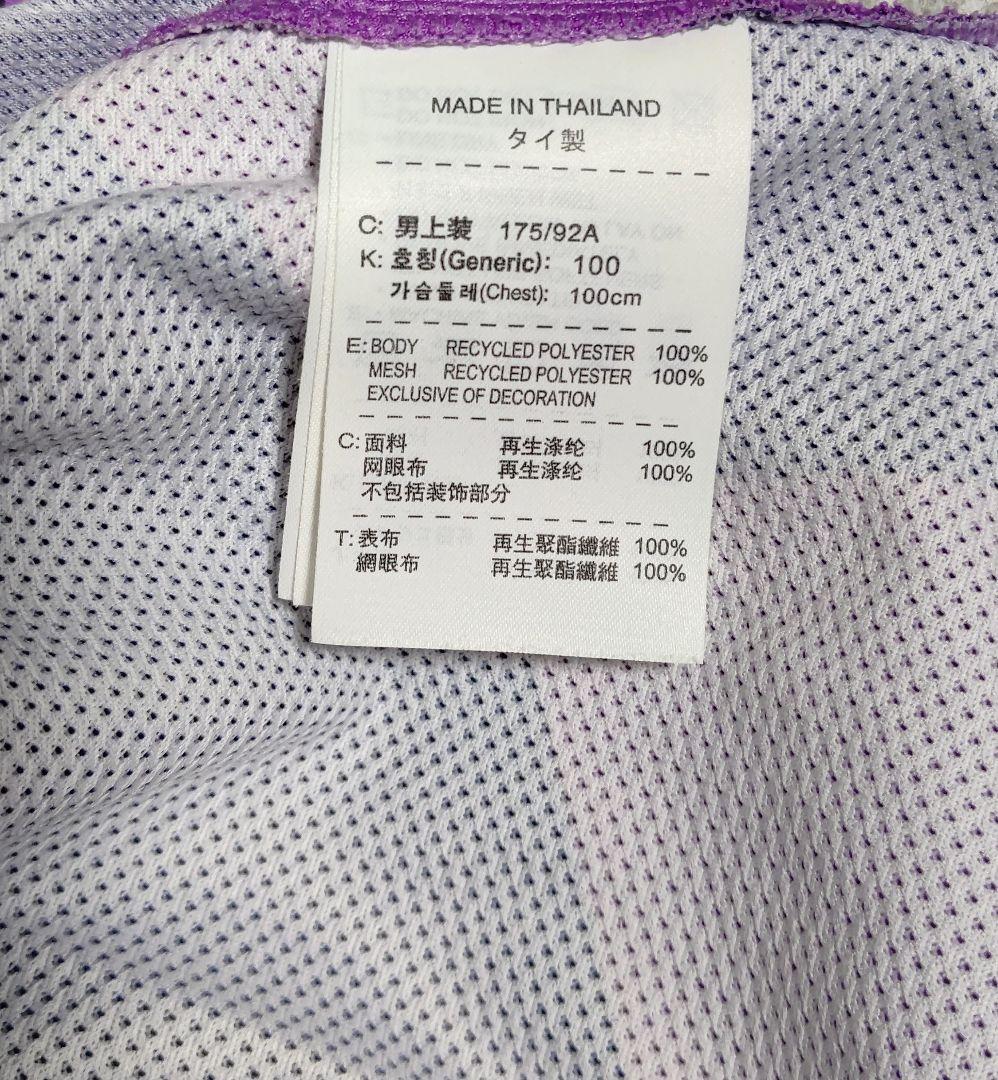 MADE IN THAILAND
タイ製
C: 男上装 175/92A
K: 호칭(Generic): 100
가슴둘레(Chest): 100cm
E: BODY RECYCLED POLYESTER 100%
MESH RECYCLED POLYESTER 100%
EXCLUSIVE OF DECORATION
C: 面料 再生涤纶 100%
网眼布 再生涤纶 100%
不包括装饰部分
T: 表布 再生聚酯纖維 100%
網眼布 再生聚酯纖維 100%